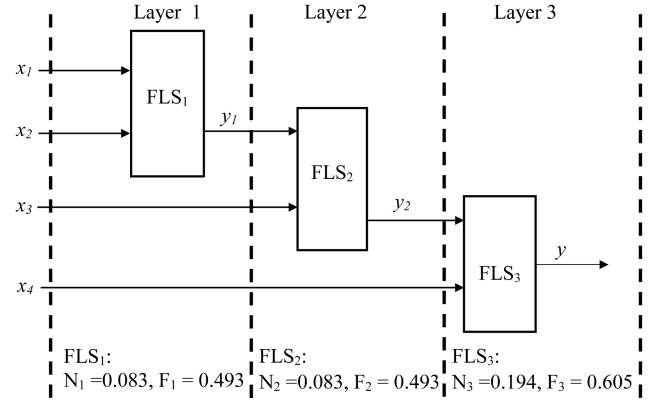 Layer 1
Layer 2
Layer 3
x₁
FLS₁
x₂
y₁
FLS₂
x₃
y₂
FLS₃
y
x₄
FLS₁:
N₁ =0.083, F₁ = 0.493
FLS₂:
N₂ =0.083, F₂ = 0.493
FLS₃:
N₃ =0.194, F₃ = 0.605